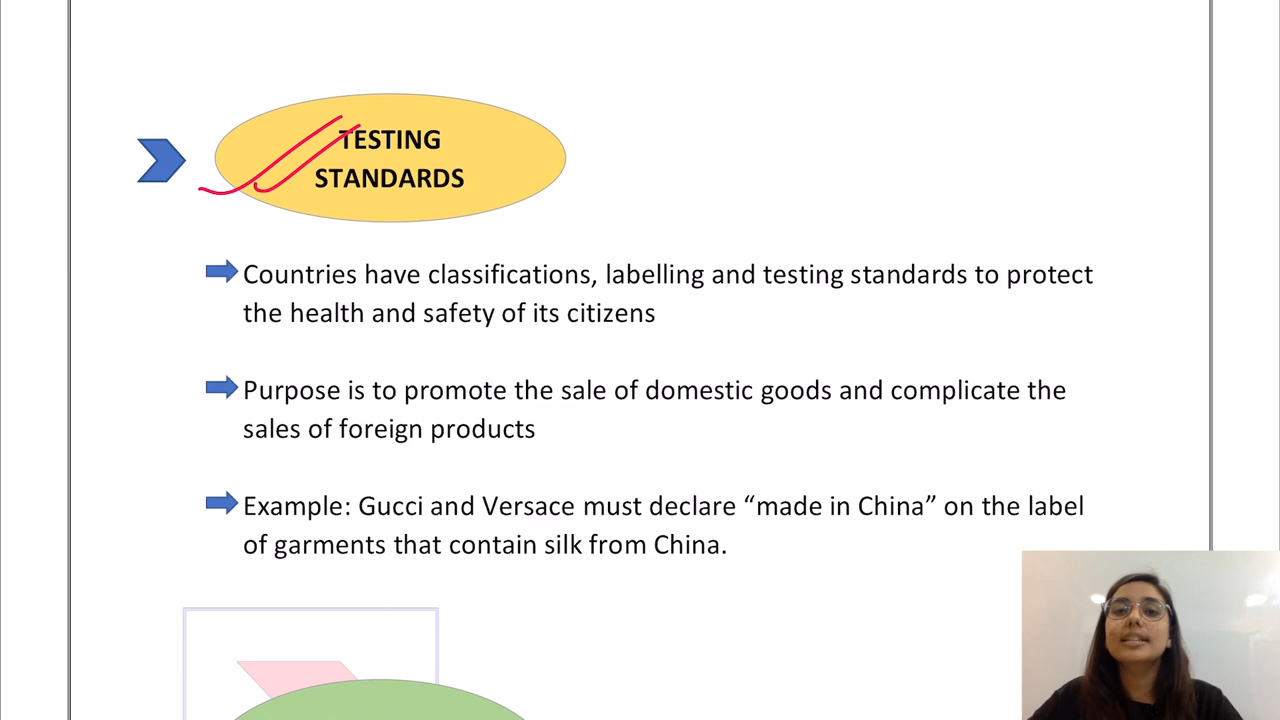 TESTING
STANDARDS
Countries have classifications, labelling and testing standards to protect
the health and safety of its citizens
Purpose is to promote the sale of domestic goods and complicate the
sales of foreign products
Example: Gucci and Versace must declare “made in China” on the label
of garments that contain silk from China.